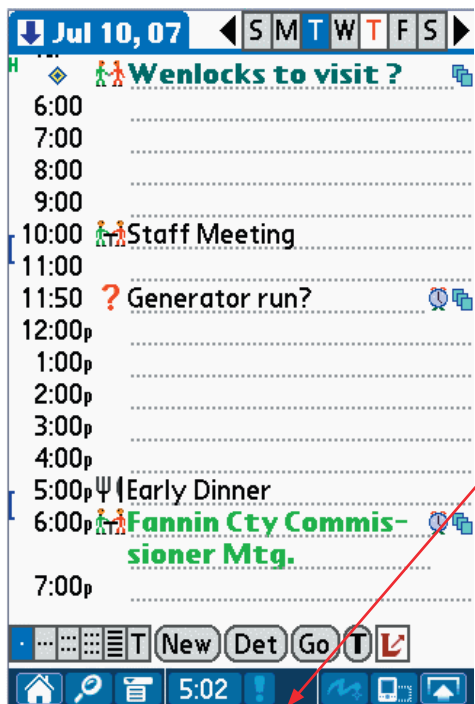 Jul 10, 07 S M T W T F S
H
Wenlocks to visit ?
6:00
7:00
8:00
9:00
10:00 Staff Meeting
11:00
11:50 ? Generator run?
12:00p
1:00p
2:00p
3:00p
4:00p
5:00p Early Dinner
6:00p Fannin Cty Commis-
sioner Mtg.
7:00p
T New Det Go T
5:02 !